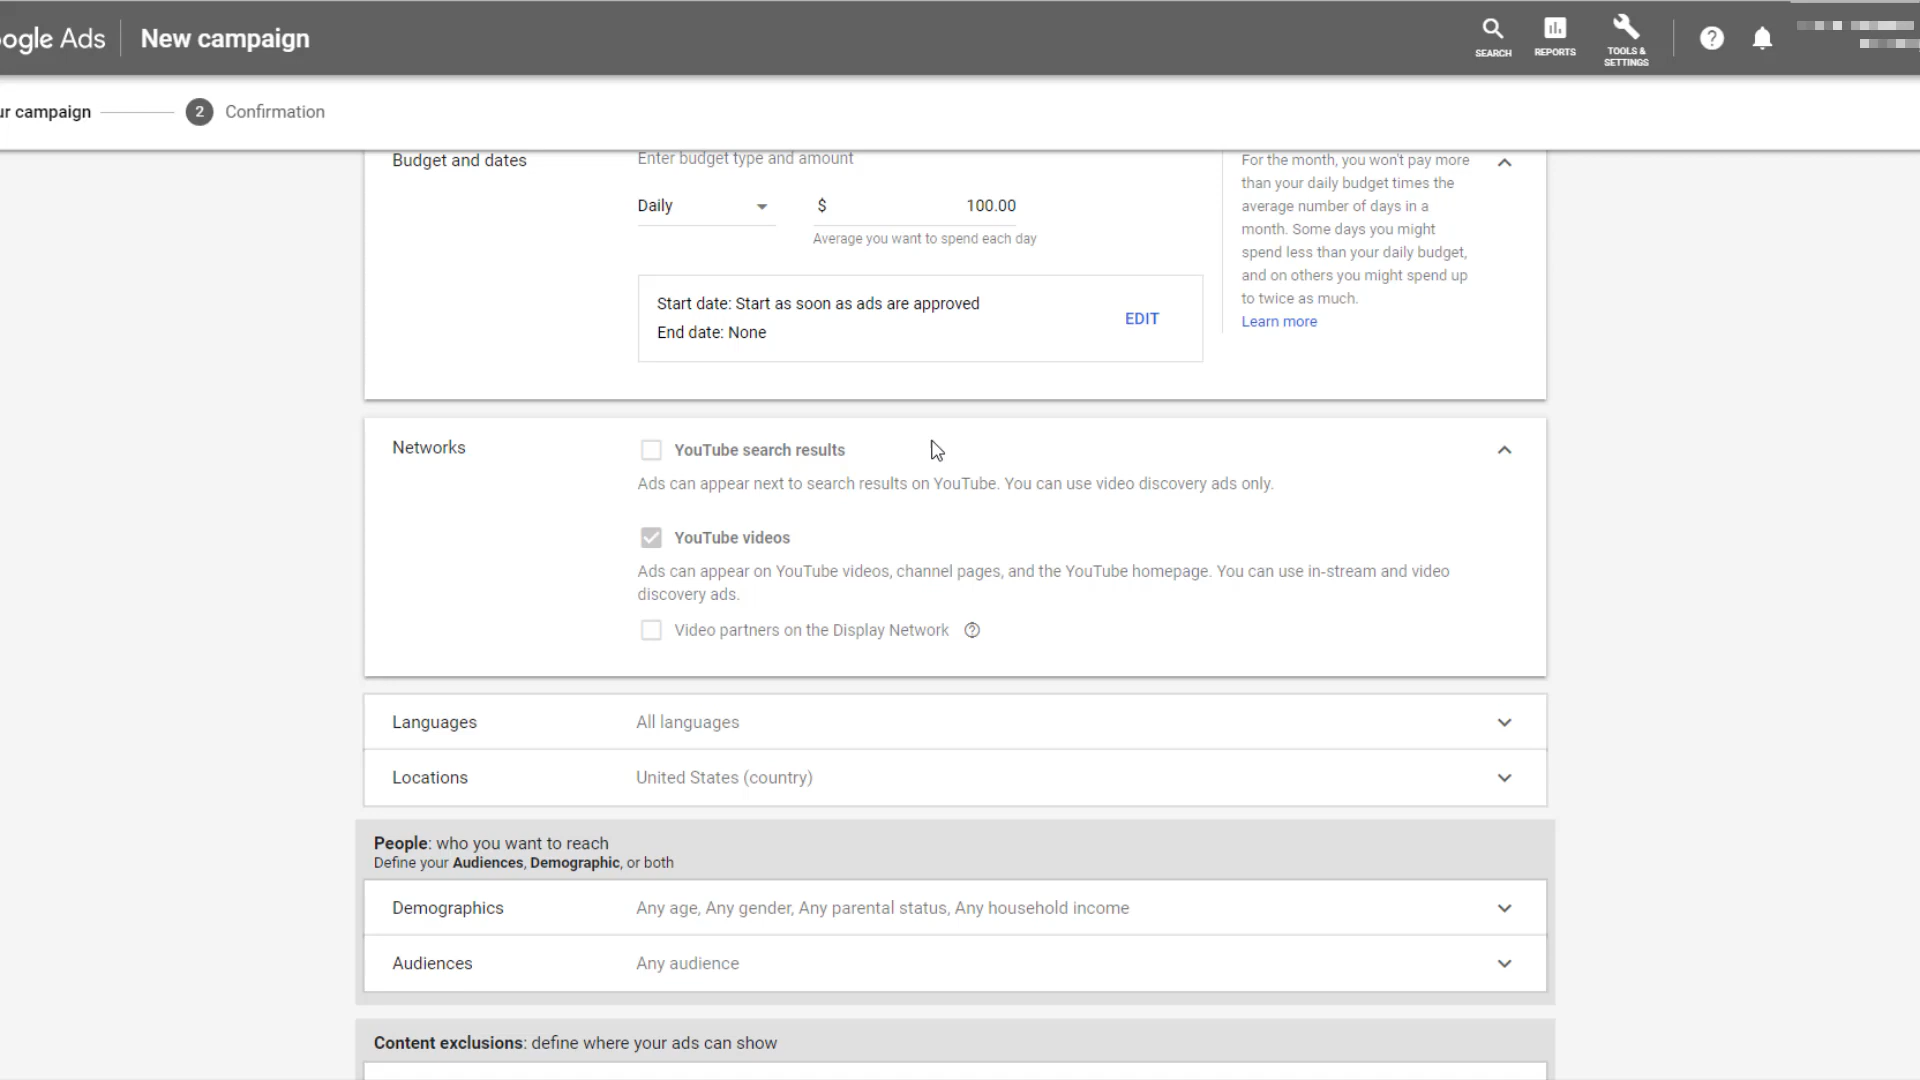 ogle Ads
New campaign
SEARCH
REPORTS
TOOLS &
SETTINGS
ur campaign
2
Confirmation
Budget and dates
Enter budget type and amount
Daily
$
100.00
Average you want to spend each day
Start date: Start as soon as ads are approved
End date: None
EDIT
For the month, you won't pay more
than your daily budget times the
average number of days in a
month. Some days you might
spend less than your daily budget,
and on others you might spend up
to twice as much.
Learn more
Networks
YouTube search results
Ads can appear next to search results on YouTube. You can use video discovery ads only.
YouTube videos
Ads can appear on YouTube videos, channel pages, and the YouTube homepage. You can use in-stream and video
discovery ads.
Video partners on the Display Network
Languages
All languages
Locations
United States (country)
People: who you want to reach
Define your Audiences, Demographic, or both
Demographics
Any age, Any gender, Any parental status, Any household income
Audiences
Any audience
Content exclusions: define where your ads can show